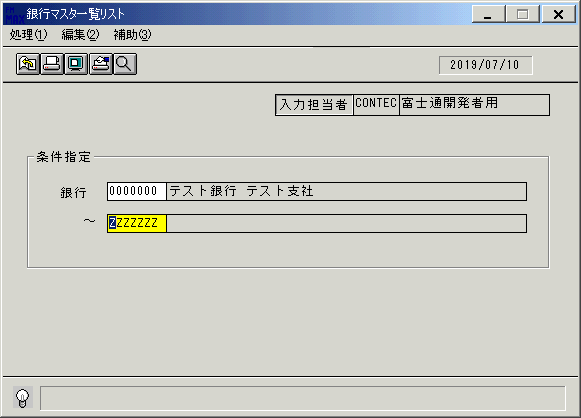 銀行マスタ一覧リスト
処理(1) 編集(2) 補助(3)
2019/07/10
入力担当者 CONTEC 富士通開発者用
条件指定
銀行 0000000 テスト銀行 テスト支社
～ ZZZZZZZ